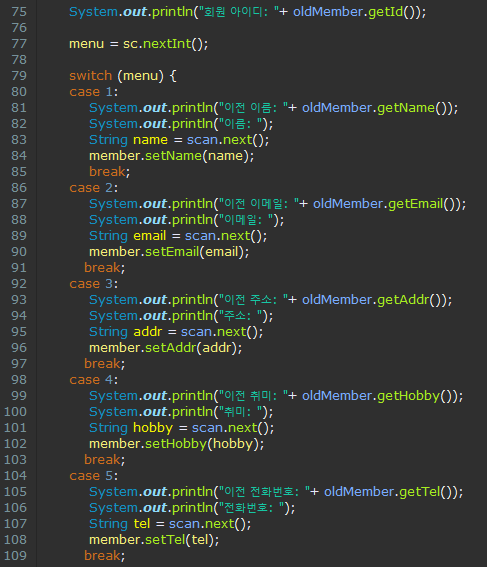 75 System.out.println("회원 아이디: "+ oldMember.getId());
76
77 menu = sc.nextInt();
78
79 switch (menu) {
80 case 1:
81 System.out.println("이전 이름: "+ oldMember.getName());
82 System.out.println("이름: ");
83 String name = scan.next();
84 member.setName(name);
85 break;
86 case 2:
87 System.out.println("이전 이메일: "+ oldMember.getEmail());
88 System.out.println("이메일: ");
89 String email = scan.next();
90 member.setEmail(email);
91 break;
92 case 3:
93 System.out.println("이전 주소: "+ oldMember.getAddr());
94 System.out.println("주소: ");
95 String addr = scan.next();
96 member.setAddr(addr);
97 break;
98 case 4:
99 System.out.println("이전 취미: "+ oldMember.getHobby());
100 System.out.println("취미: ");
101 String hobby = scan.next();
102 member.setHobby(hobby);
103 break;
104 case 5:
105 System.out.println("이전 전화번호: "+ oldMember.getTel());
106 System.out.println("전화번호: ");
107 String tel = scan.next();
108 member.setTel(tel);
109 break;